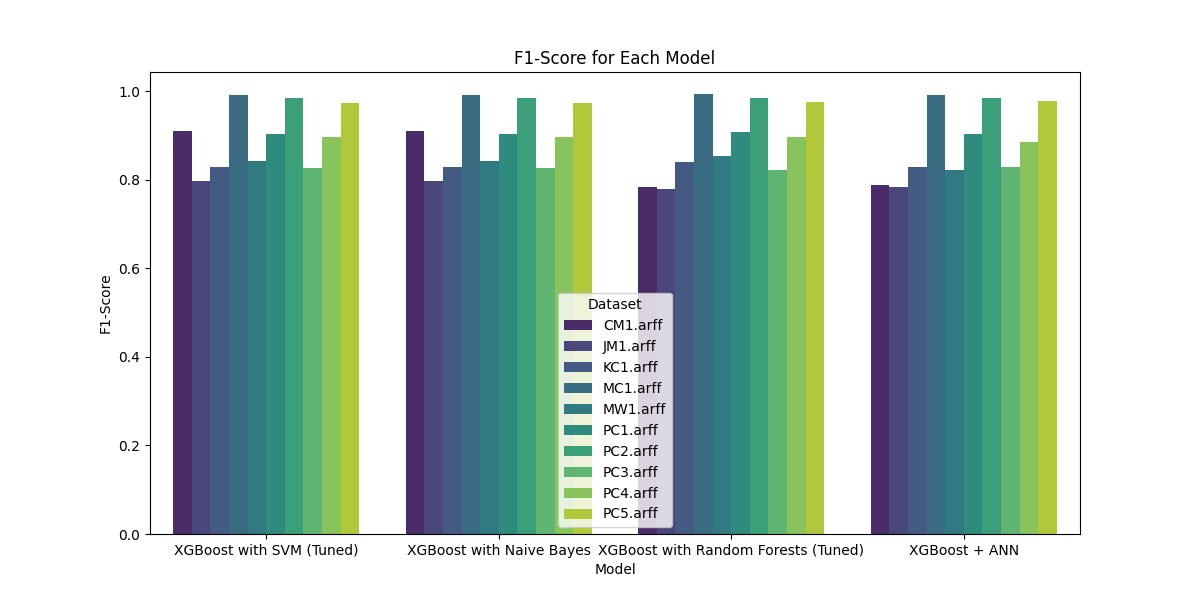 F1-Score for Each Model
1.0
0.8
0.6
0.4
0.2
0.0
F1-Score
Dataset
CM1.arff
JM1.arff
KC1.arff
MC1.arff
MW1.arff
PC1.arff
PC2.arff
PC3.arff
PC4.arff
PC5.arff
XGBoost with SVM (Tuned)
XGBoost with Naive Bayes
XGBoost with Random Forests (Tuned)
XGBoost + ANN
Model